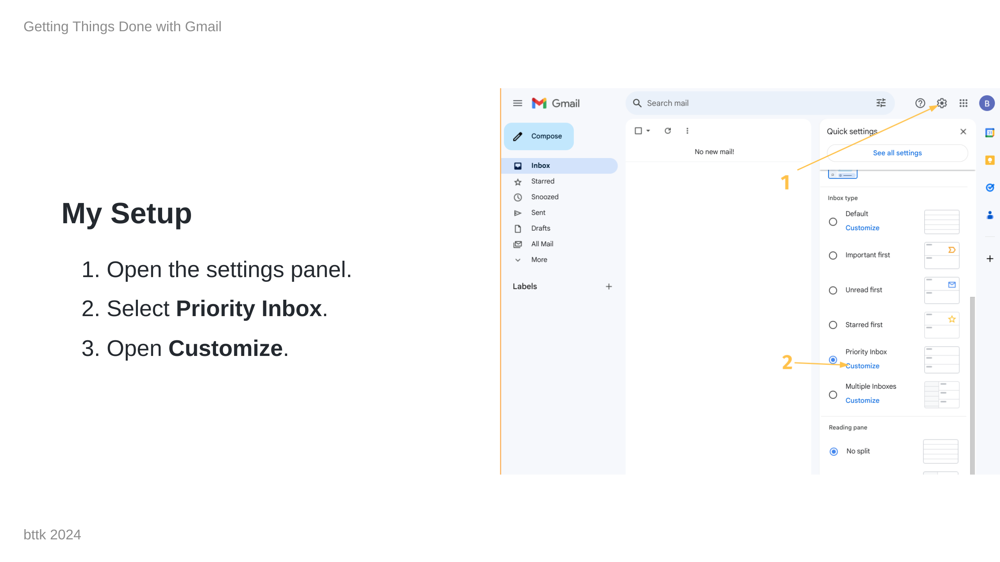 Getting Things Done with Gmail
My Setup
1. Open the settings panel.
2. Select Priority Inbox.
3. Open Customize.
Gmail
Search mail
B
Compose
Inbox
Starred
Snoozed
Sent
Drafts
All Mail
More
Labels
No new mail!
1
2
Quick settings
See all settings
Inbox type
Default
Customize
Important first
Unread first
Starred first
Priority Inbox
Customize
Multiple Inboxes
Customize
Reading pane
No split
31
bttk 2024